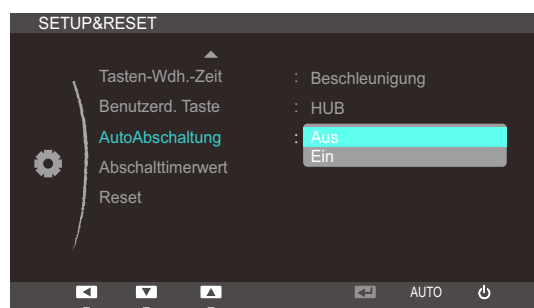 SETUP&RESET
Tasten-Wdh.-Zeit : Beschleunigung
Benutzerd. Taste : HUB
AutoAbschaltung : Aus
Ein
Abschalttimerwert
Reset
AUTO